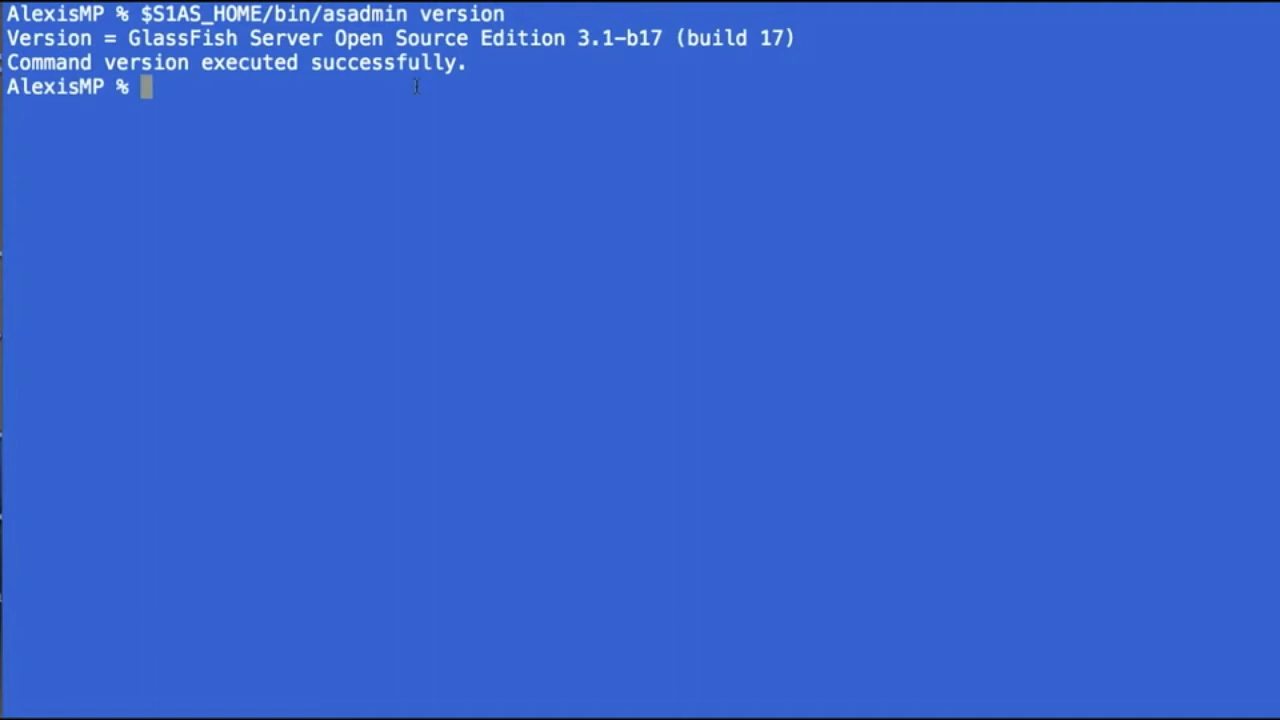 AlexisMP % $S1AS_HOME/bin/asadmin version
Version = GlassFish Server Open Source Edition 3.1-b17 (build 17)
Command version executed successfully.
AlexisMP %